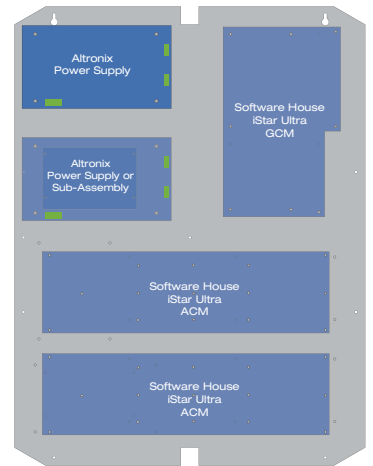 Altronix
Power Supply
Software House
iStar Ultra
GCM
Altronix
Power Supply or
Sub-Assembly
Software House
iStar Ultra
ACM
Software House
iStar Ultra
ACM